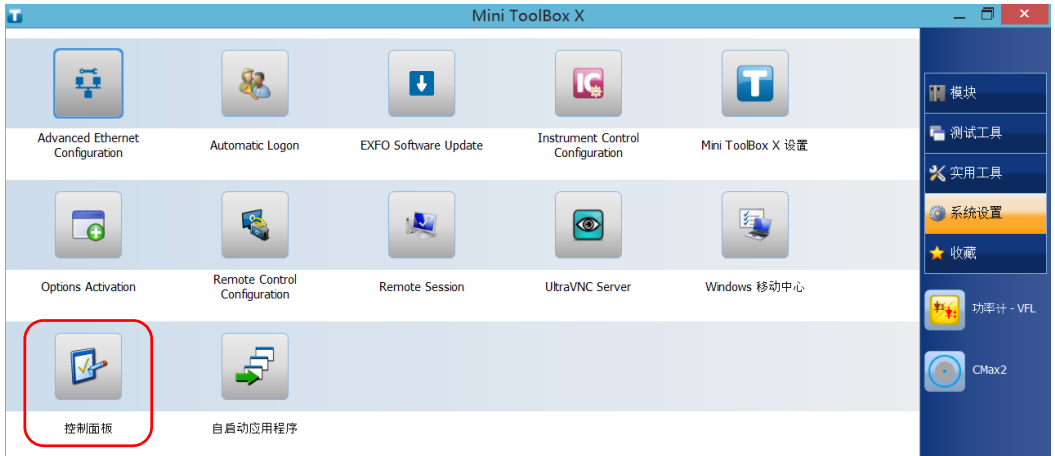 Mini ToolBox X
Advanced Ethernet
Configuration
Automatic Logon
EXFO Software Update
Instrument Control
Configuration
Mini ToolBox X 设置
Options Activation
Remote Control
Configuration
Remote Session
UltraVNC Server
Windows 移动中心
控制面板
自启动应用程序
模块
测试工具
实用工具
系统设置
收藏
功率计 - VFL
CMax2